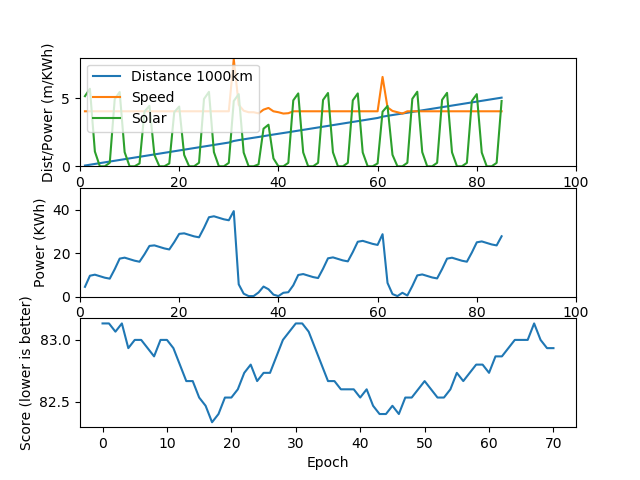 Dist/Power (m/KWh)
5
0
Distance 1000km
Speed
Solar
0 20 40 60 80 100
Power (KWh)
40
20
0
0 20 40 60 80 100
Score (lower is better)
83.0
82.5
0 10 20 30 40 50 60 70
Epoch